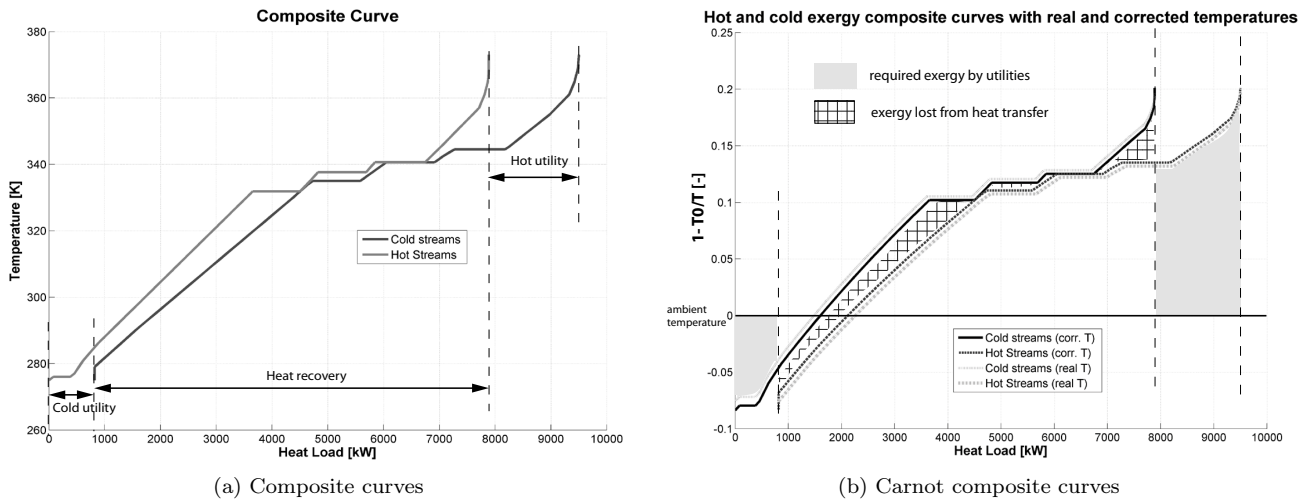 Composite Curve
380
360
340
320
300
280
260
Temperature [K]
Hot utility
Cold streams
Hot Streams
Heat recovery
Cold utility
0 1000 2000 3000 4000 5000 6000 7000 8000 9000 10000
Heat Load [kW]
(a) Composite curves
Hot and cold exergy composite curves with real and corrected temperatures
0.25
0.2
0.15
0.1
0.05
0
-0.05
-0.1
1- T0/T [-]
required exergy by utilities
exergy lost from heat transfer
ambient
temperature
Cold streams (corr. T)
Hot Streams (corr. T)
Cold streams (real T)
Hot Streams (real T)
0 1000 2000 3000 4000 5000 6000 7000 8000 9000 10000
Heat Load [kW]
(b) Carnot composite curves